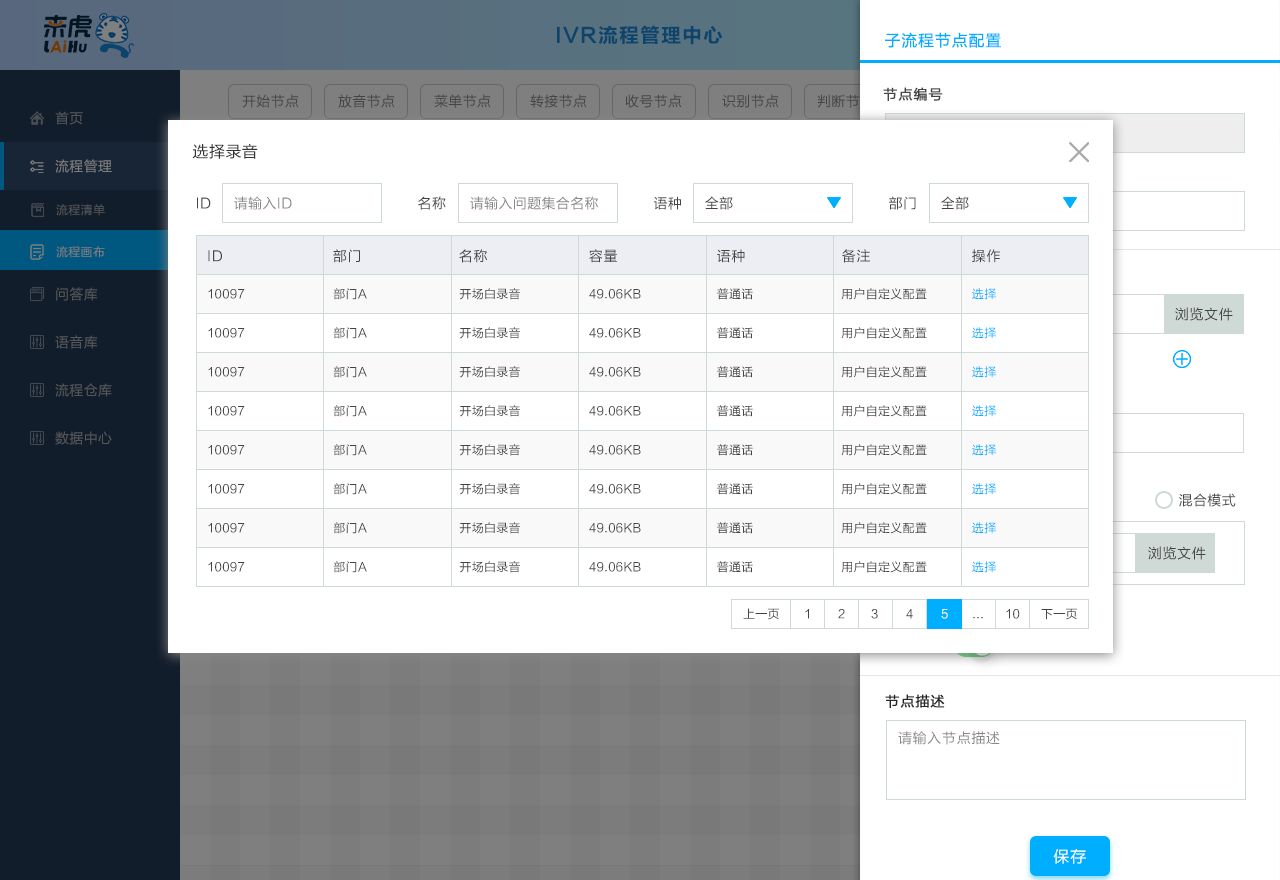 来虎
LAiHu
IVR流程管理中心
首页
流程管理
流程清单
流程画布
问答库
语音库
流程仓库
数据中心
开始节点 放音节点 菜单节点 转接节点 收号节点 识别节点 判断节
子流程节点配置
节点编号
选择录音
ID 请输入ID 名称 请输入问题集合名称 语种 全部 部门 全部
ID 部门 名称 容量 语种 备注 操作
10097 部门A 开场白录音 49.06KB 普通话 用户自定义配置 选择
10097 部门A 开场白录音 49.06KB 普通话 用户自定义配置 选择
10097 部门A 开场白录音 49.06KB 普通话 用户自定义配置 选择
10097 部门A 开场白录音 49.06KB 普通话 用户自定义配置 选择
10097 部门A 开场白录音 49.06KB 普通话 用户自定义配置 选择
10097 部门A 开场白录音 49.06KB 普通话 用户自定义配置 选择
10097 部门A 开场白录音 49.06KB 普通话 用户自定义配置 选择
10097 部门A 开场白录音 49.06KB 普通话 用户自定义配置 选择
上一页 1 2 3 4 5 ... 10 下一页
浏览文件
混合模式
浏览文件
节点描述
请输入节点描述
保存